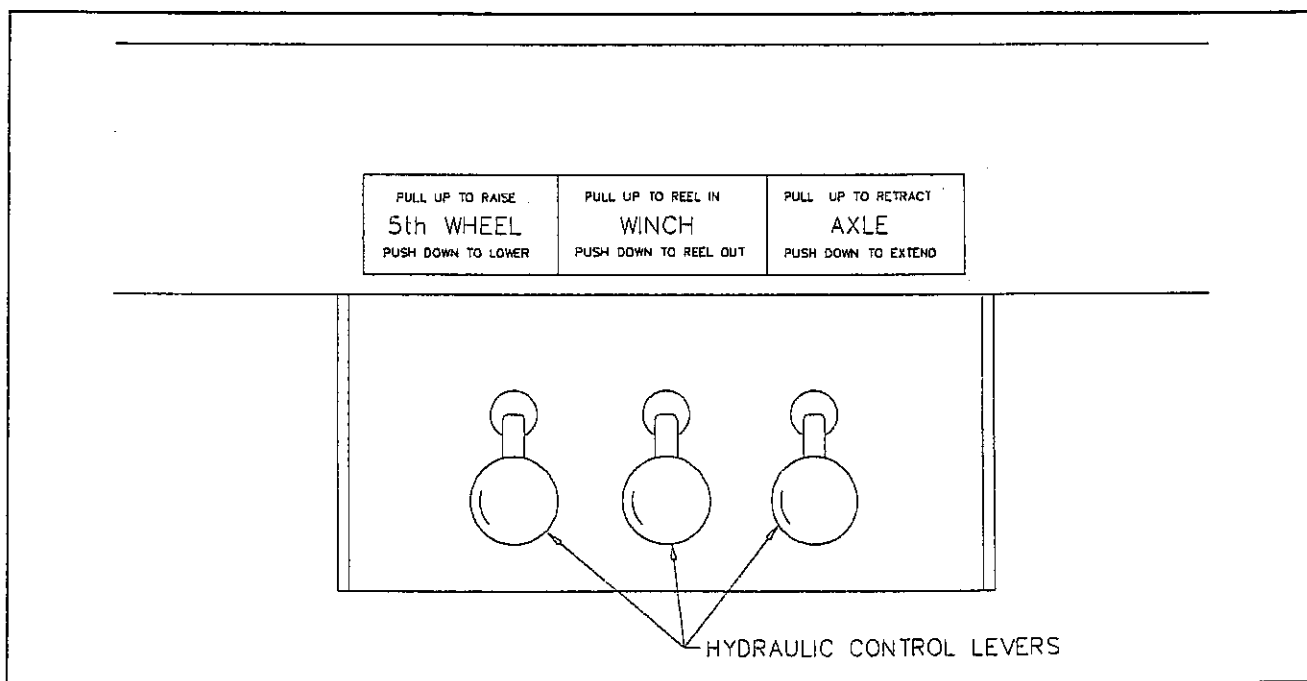 PULL UP TO RAISE
5th WHEEL
PUSH DOWN TO LOWER
PULL UP TO REEL IN
WINCH
PUSH DOWN TO REEL OUT
PULL UP TO RETRACT
AXLE
PUSH DOWN TO EXTEND
HYDRAULIC CONTROL LEVERS